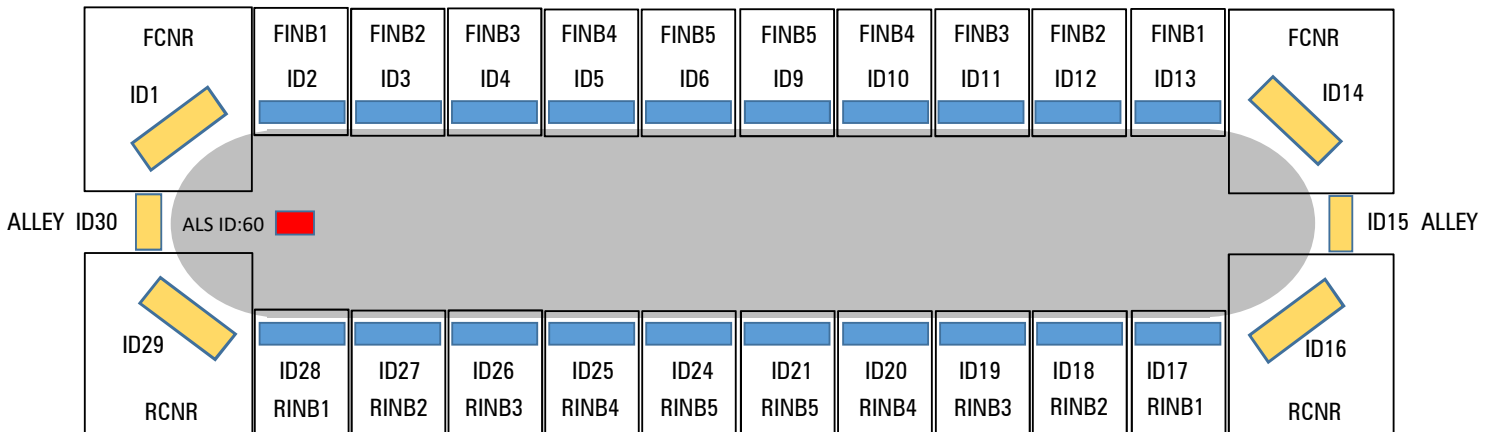 FCNR FINB1 FINB2 FINB3 FINB4 FINB5 FINB5 FINB4 FINB3 FINB2 FINB1 FCNR
ID1 ID2 ID3 ID4 ID5 ID6 ID9 ID10 ID11 ID12 ID13 ID14
ALLEY ID30 ALS ID:60 ID15 ALLEY
ID29 ID28 ID27 ID26 ID25 ID24 ID21 ID20 ID19 ID18 ID17 ID16
RCNR RINB1 RINB2 RINB3 RINB4 RINB5 RINB5 RINB4 RINB3 RINB2 RINB1 RCNR